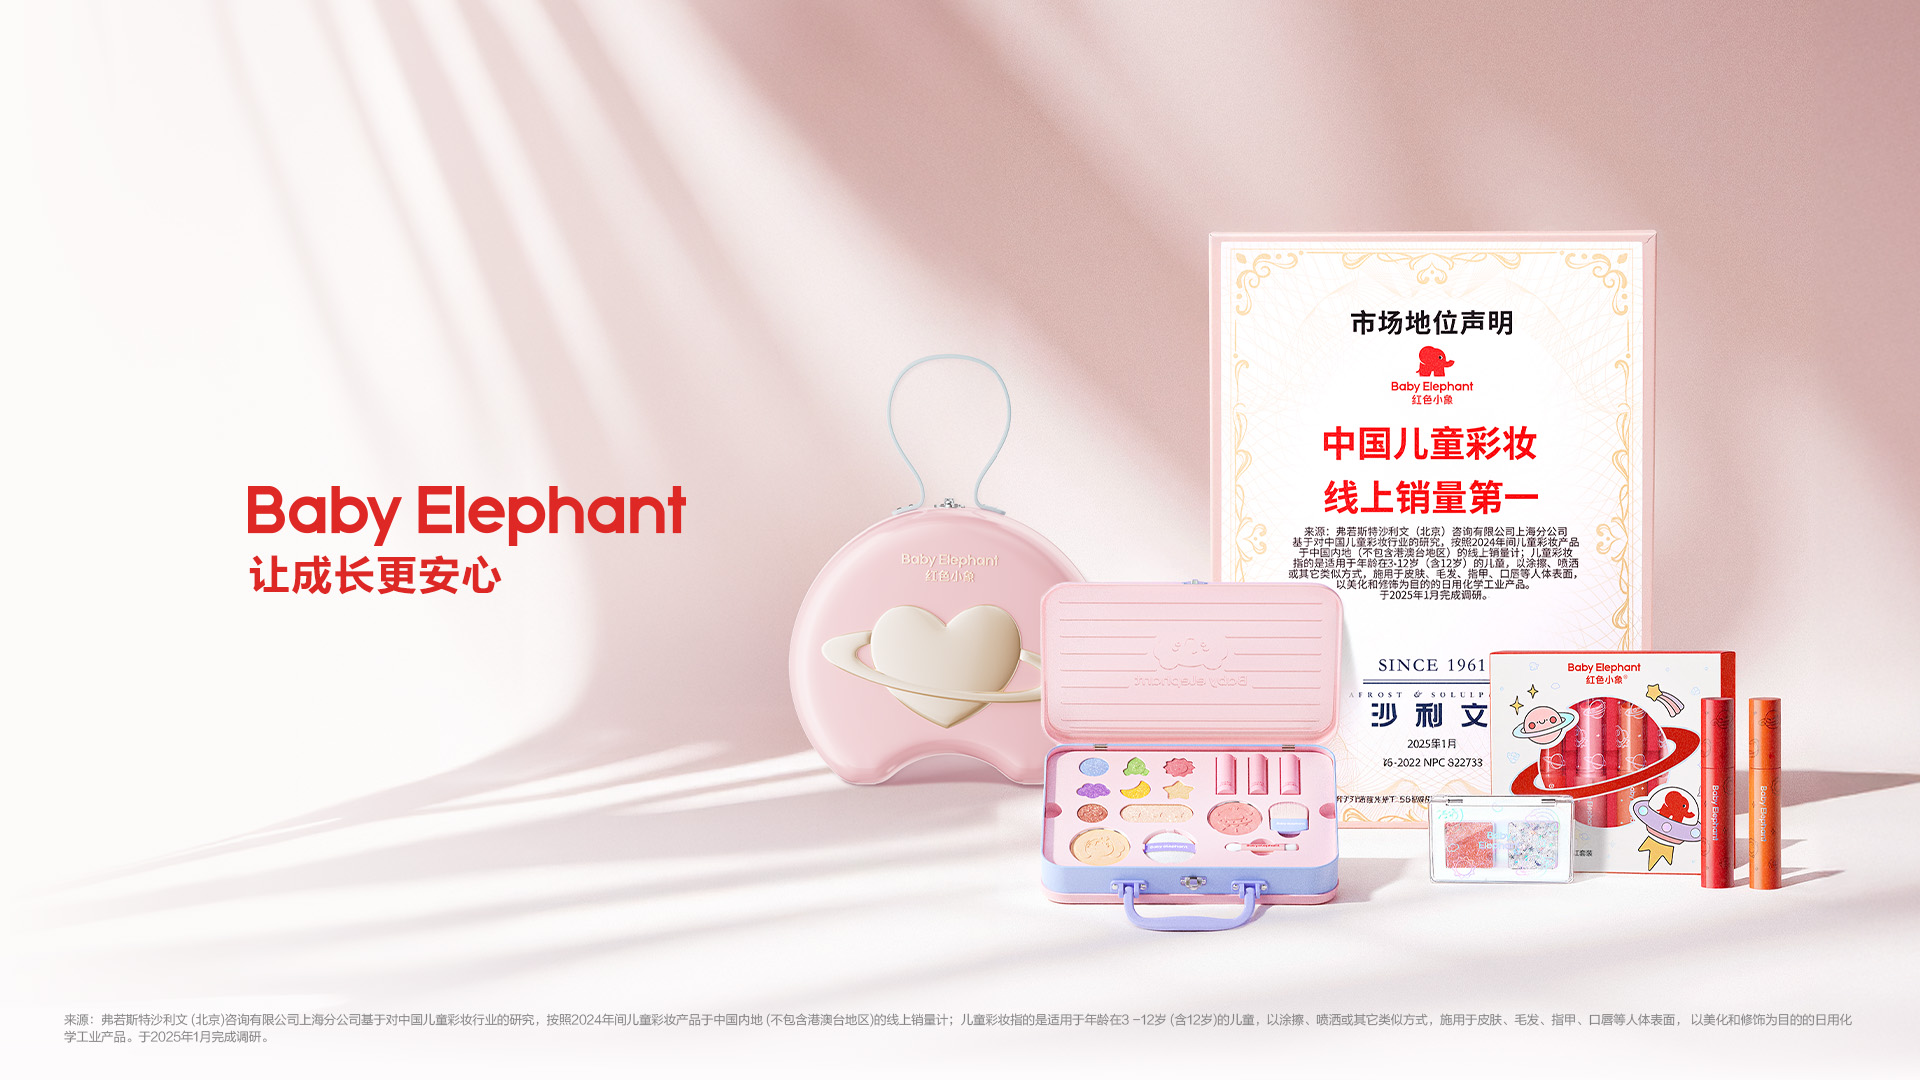 Baby Elephant
让成长更安心
市场地位声明
Baby Elephant
红色小象
中国儿童彩妆
线上销量第一
来源：弗若斯特沙利文（北京）咨询有限公司上海分公司
基于对中国儿童彩妆行业的研究，按照2024年间儿童彩妆产品
于中国内地（不包含港澳台地区）的线上销量计；儿童彩妆
指的是适用于年龄在3-12岁（含12岁）的儿童，以涂擦、喷洒
或其它类似方式，施用于皮肤、毛发、指甲、口唇等人体表面，
以美化和修饰为目的的日用化学工业产品。
于2025年1月完成调研。
SINCE 1961
沙利文
2025年1月
Baby Elephant
红色小象
Baby Elephant
红色小象®
Baby Elephant
Baby Elephant
Baby Elephant
来源：弗若斯特沙利文 (北京)咨询有限公司上海分公司基于对中国儿童彩妆行业的研究，按照2024年间儿童彩妆产品于中国内地 (不包含港澳台地区)的线上销量计；儿童彩妆指的是适用于年龄在3 –12岁 (含12岁)的儿童，以涂擦、喷洒或其它类似方式，施用于皮肤、毛发、指甲、口唇等人体表面， 以美化和修饰为目的的日用化
学工业产品。于2025年1月完成调研。